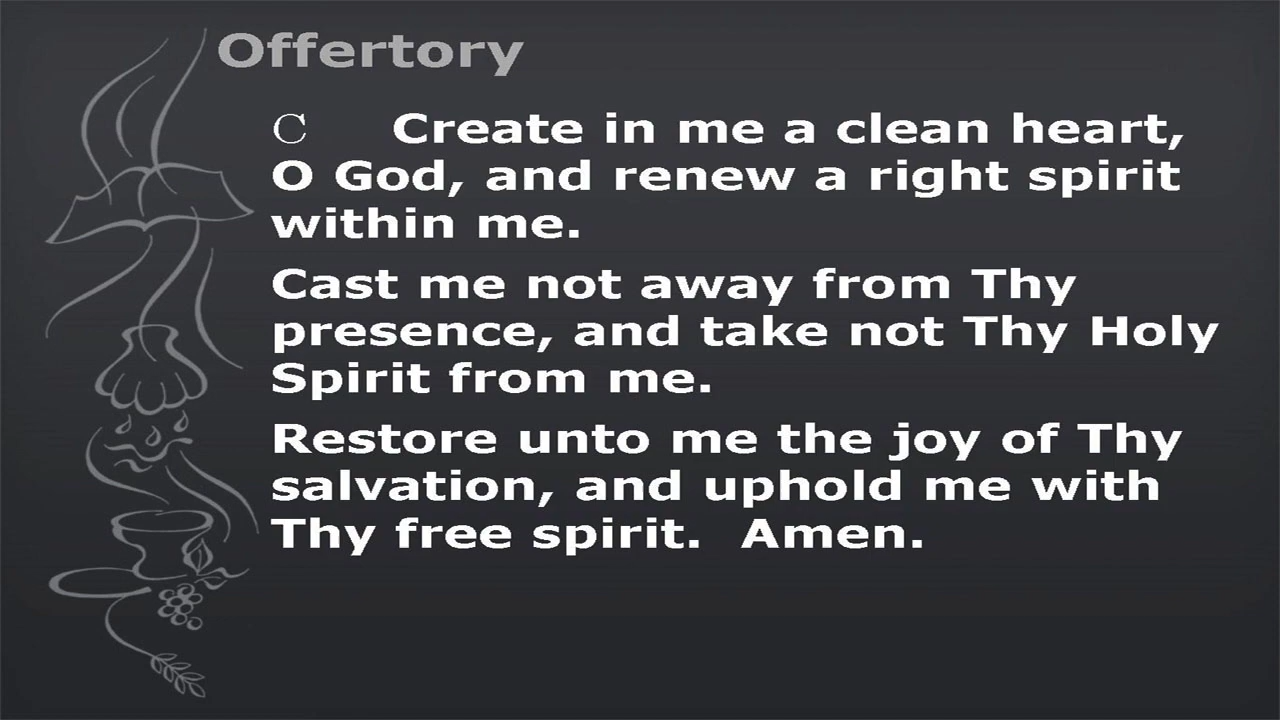 Offertory
C Create in me a clean heart,
O God, and renew a right spirit
within me.
Cast me not away from Thy
presence, and take not Thy Holy
Spirit from me.
Restore unto me the joy of Thy
salvation, and uphold me with
Thy free spirit. Amen.